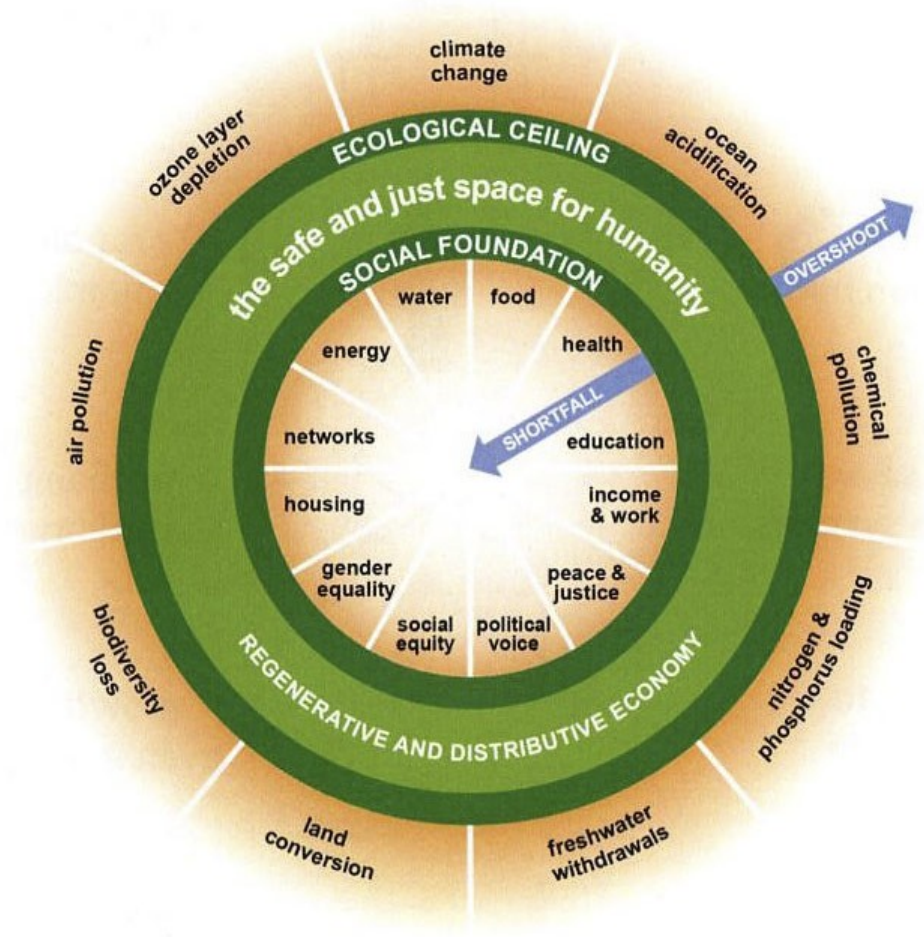 climate
change
ocean
acidification
chemical
pollution
nitrogen &
phosphorus loading
freshwater
withdrawals
land
conversion
biodiversity
loss
air pollution
ozone layer
depletion
OVERSHOOT
ECOLOGICAL CEILING
the safe and just space for humanity
SOCIAL FOUNDATION
water
food
health
SHORTFALL
education
income
& work
peace &
justice
political
voice
social
equity
gender
equality
housing
networks
energy
REGENERATIVE AND DISTRIBUTIVE ECONOMY